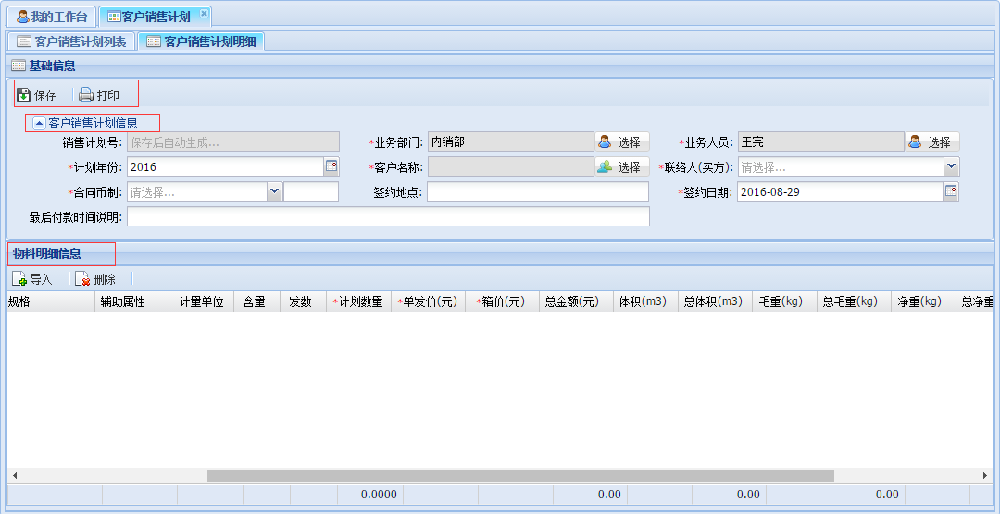 我的工作台 客户销售计划
客户销售计划列表 客户销售计划明细
基础信息
保存 打印
客户销售计划信息
销售计划号: 保存后自动生成... *业务部门: 内销部 选择 *业务人员: 王完 选择
*计划年份: 2016 *客户名称: 选择 *联络人(买方): 请选择...
*合同币制: 请选择... 签约地点: *签约日期: 2016-08-29
最后付款时间说明:
物料明细信息
导入 删除
规格 辅助属性 计量单位 含量 发数 *计划数量 *单发价(元) *箱价(元) 总金额(元) 体积(m3) 总体积(m3) 毛重(kg) 总毛重(kg) 净重(kg) 总净重
0.0000 0.00 0.00 0.00